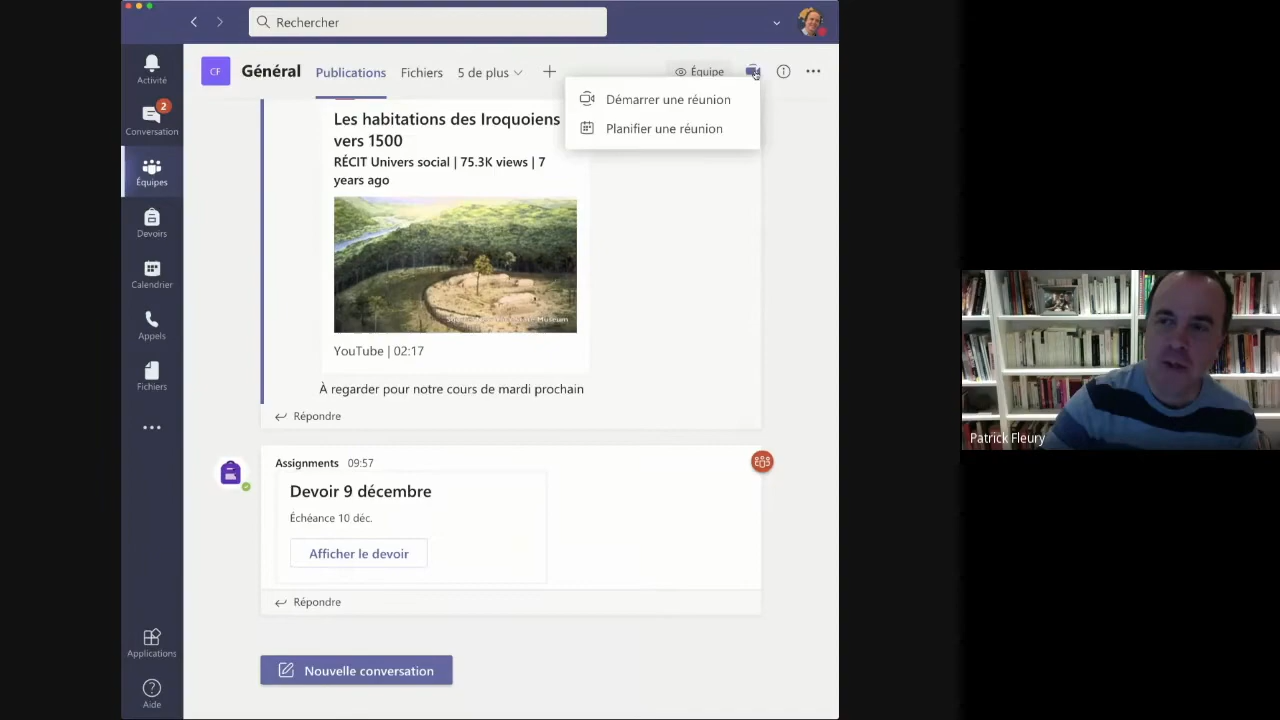 Rechercher
Activité
2
Conversation
Équipes
Devoirs
Calendrier
Appels
Fichiers
Applications
Aide
CF
Général
Publications
Fichiers
5 de plus
Équipe
Démarrer une réunion
Planifier une réunion
Les habitations des Iroquoiens
vers 1500
RÉCIT Univers social | 75.3K views | 7
years ago
Museum
YouTube | 02:17
À regarder pour notre cours de mardi prochain
Répondre
Assignments 09:57
Devoir 9 décembre
Échéance 10 déc.
Afficher le devoir
Répondre
Nouvelle conversation
Patrick Fleury